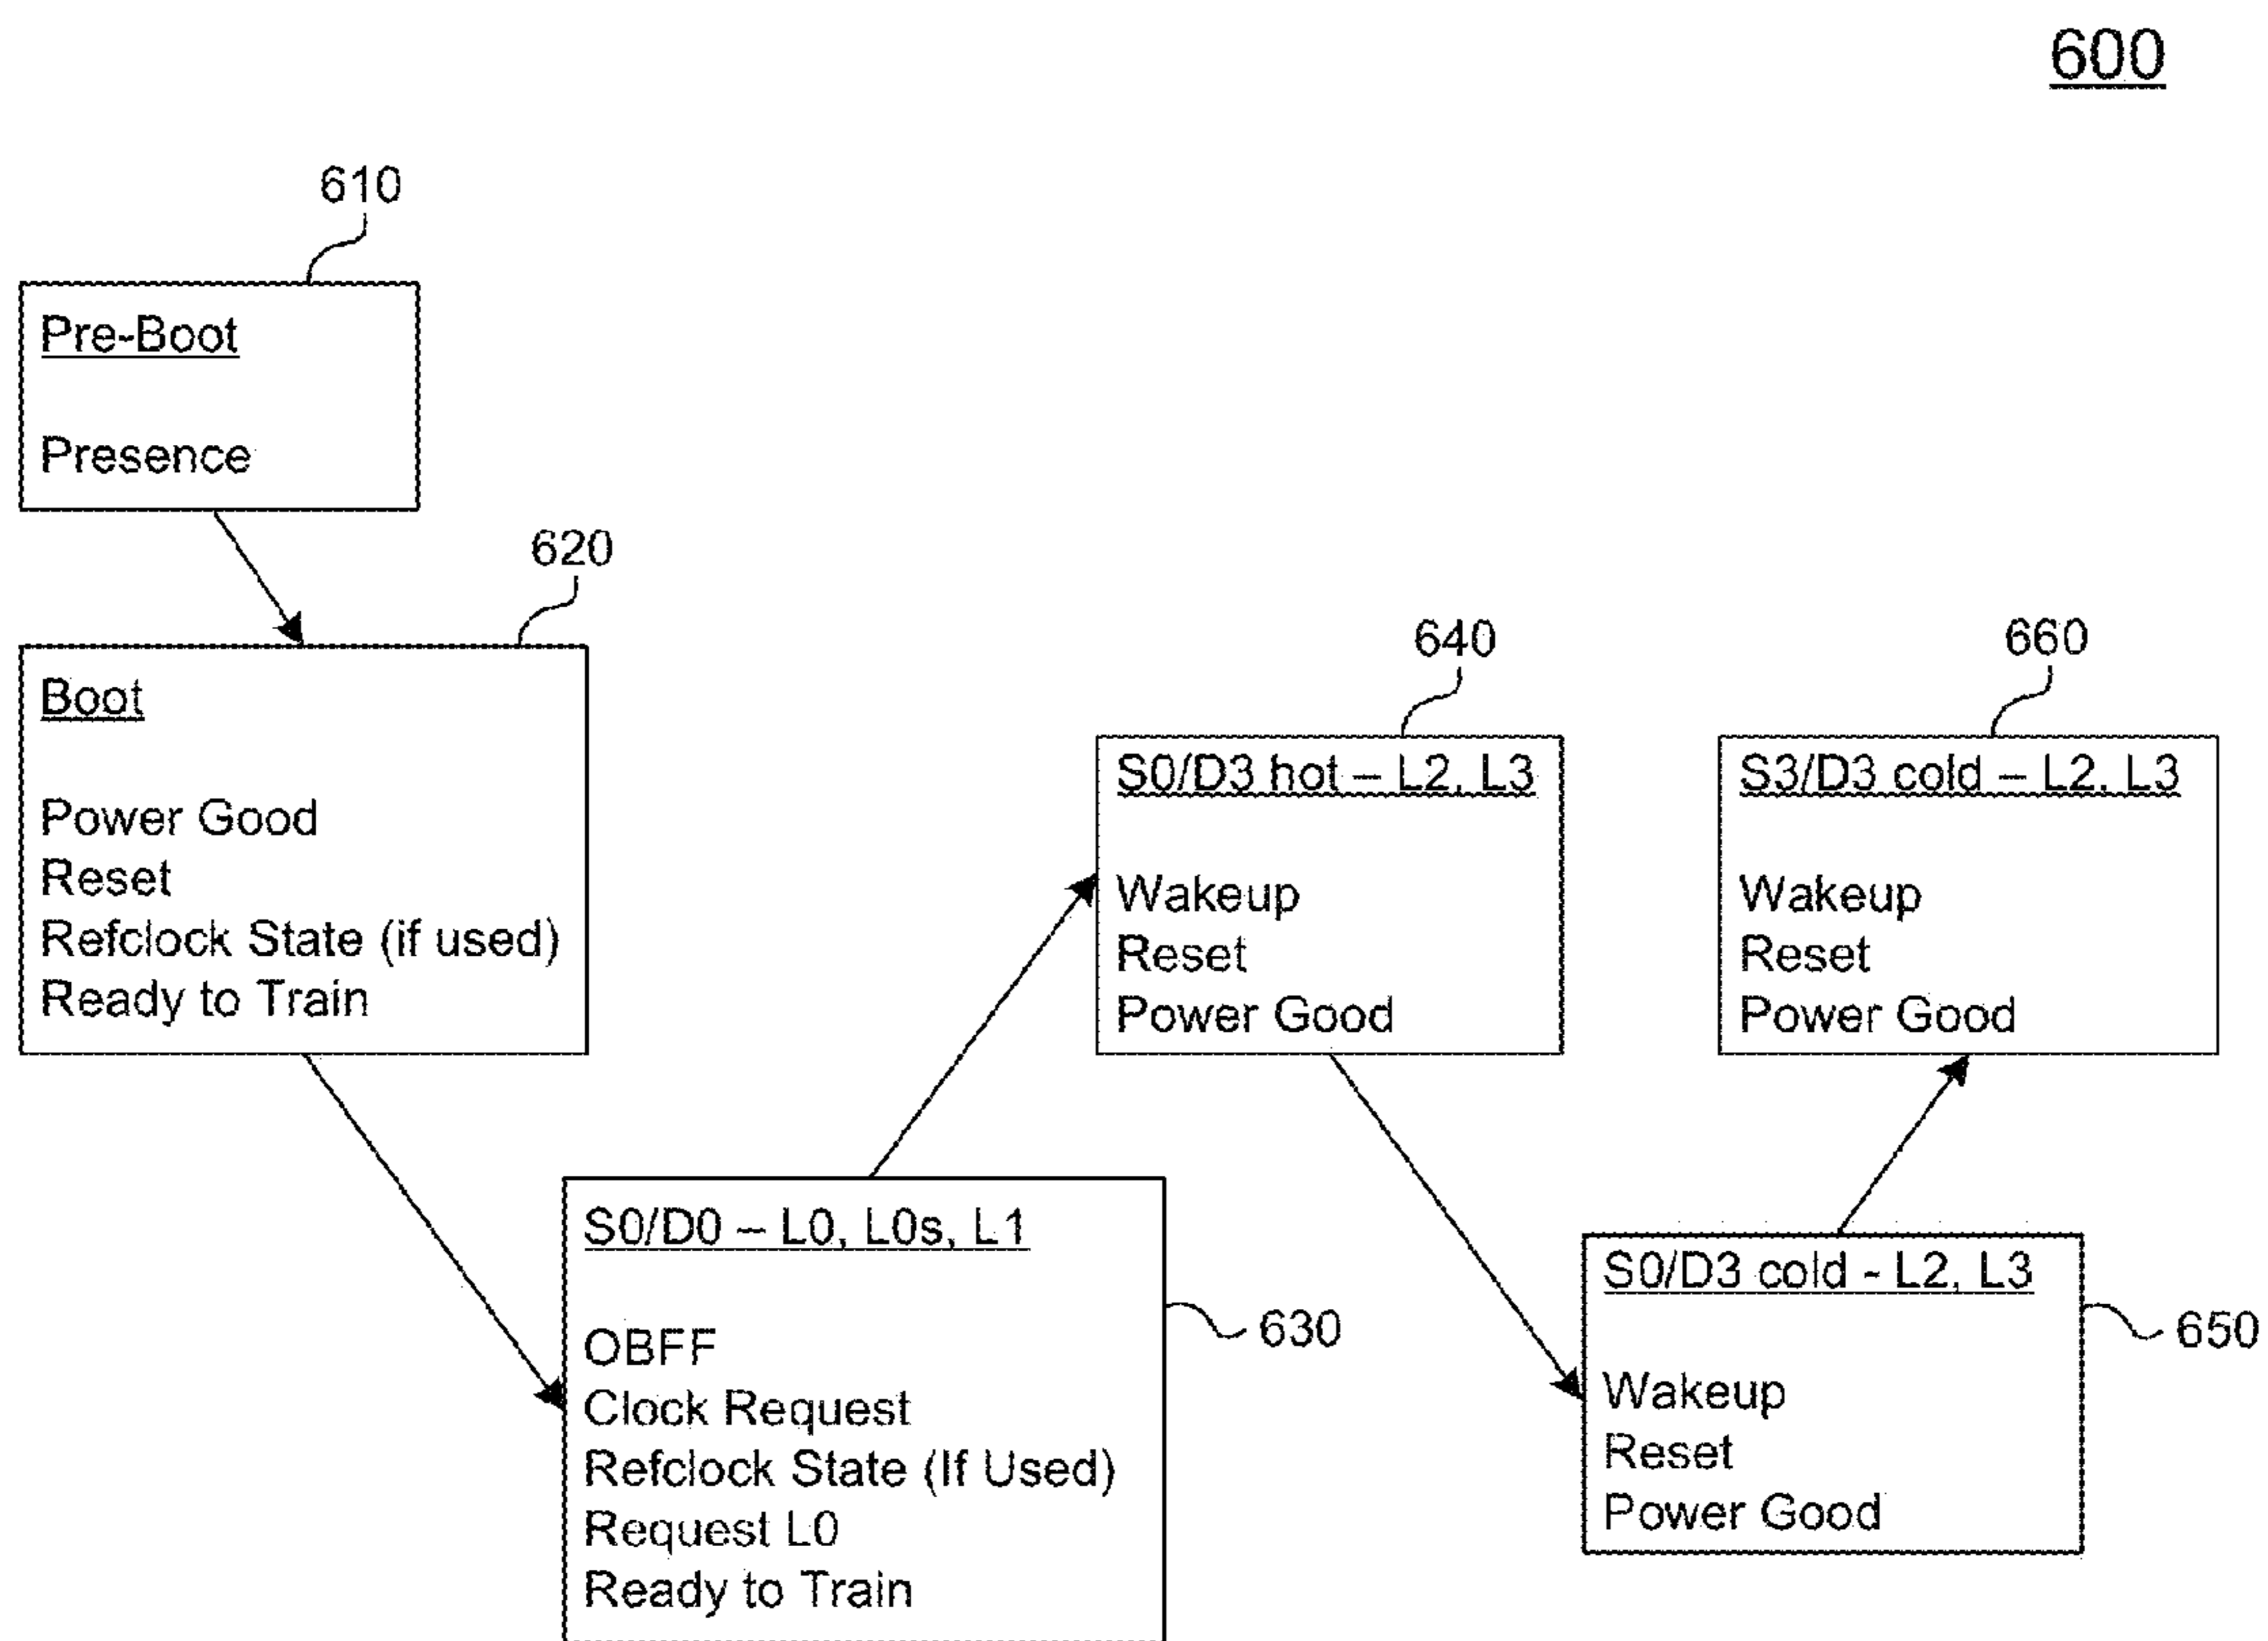 600
610
Pre-Boot
Presence
620
Boot
Power Good
Reset
Refclock State (if used)
Ready to Train
630
S0/D0 – L0, L0s, L1
OBFF
Clock Request
Refclock State (If Used)
Request L0
Ready to Train
640
S0/D3 hot – L2, L3
Wakeup
Reset
Power Good
650
S0/D3 cold - L2, L3
Wakeup
Reset
Power Good
660
S3/D3 cold – L2, L3
Wakeup
Reset
Power Good